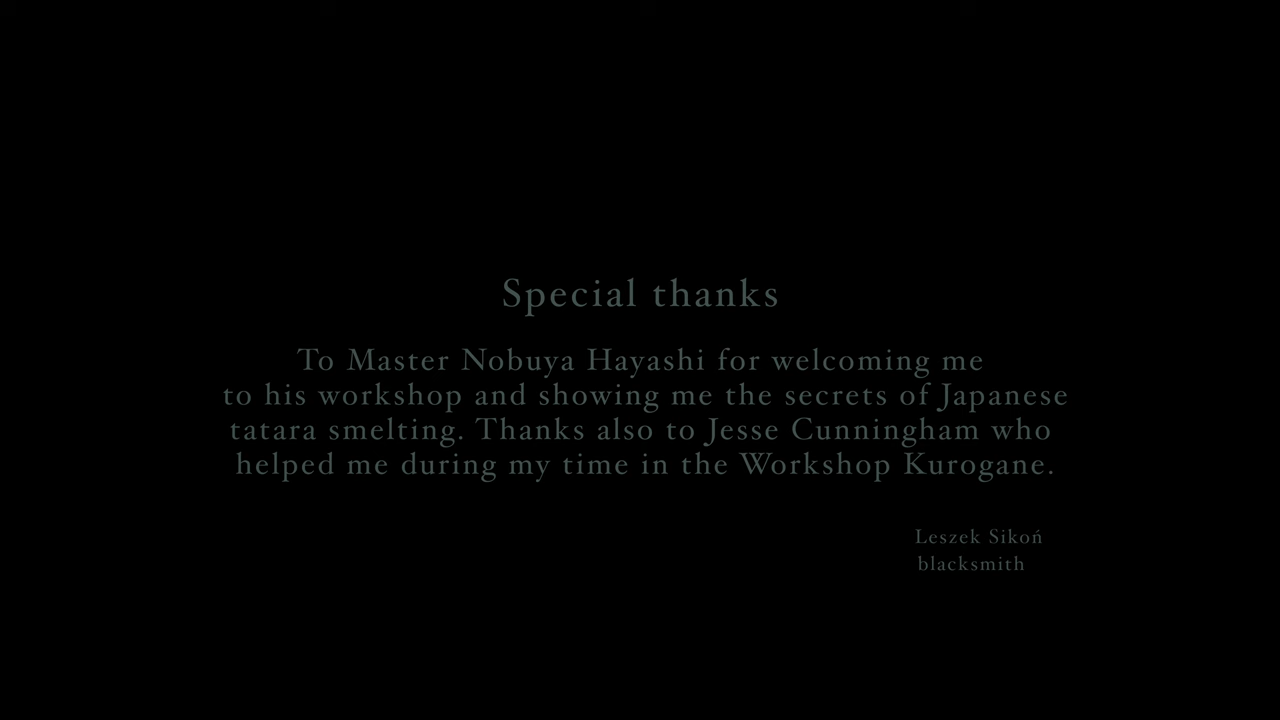 Special thanks
To Master Nobuya Hayashi for welcoming me
to his workshop and showing me the secrets of Japanese
tatara smelting. Thanks also to Jesse Cunningham who
helped me during my time in the Workshop Kurogane.
Leszek Sikoń
blacksmith